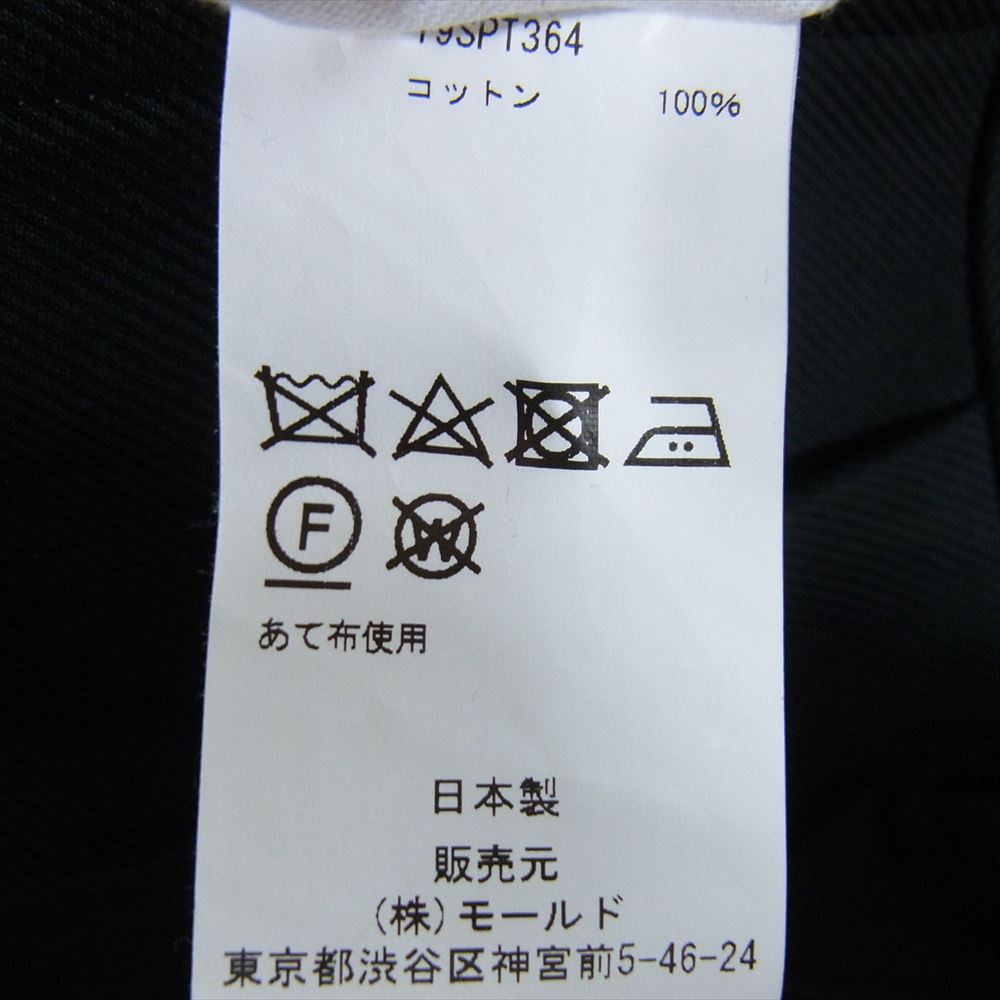 19SPT364
コットン 100%
F
W
あて布使用
日本製
販売元
(株)モールド
東京都渋谷区神宮前5-46-24